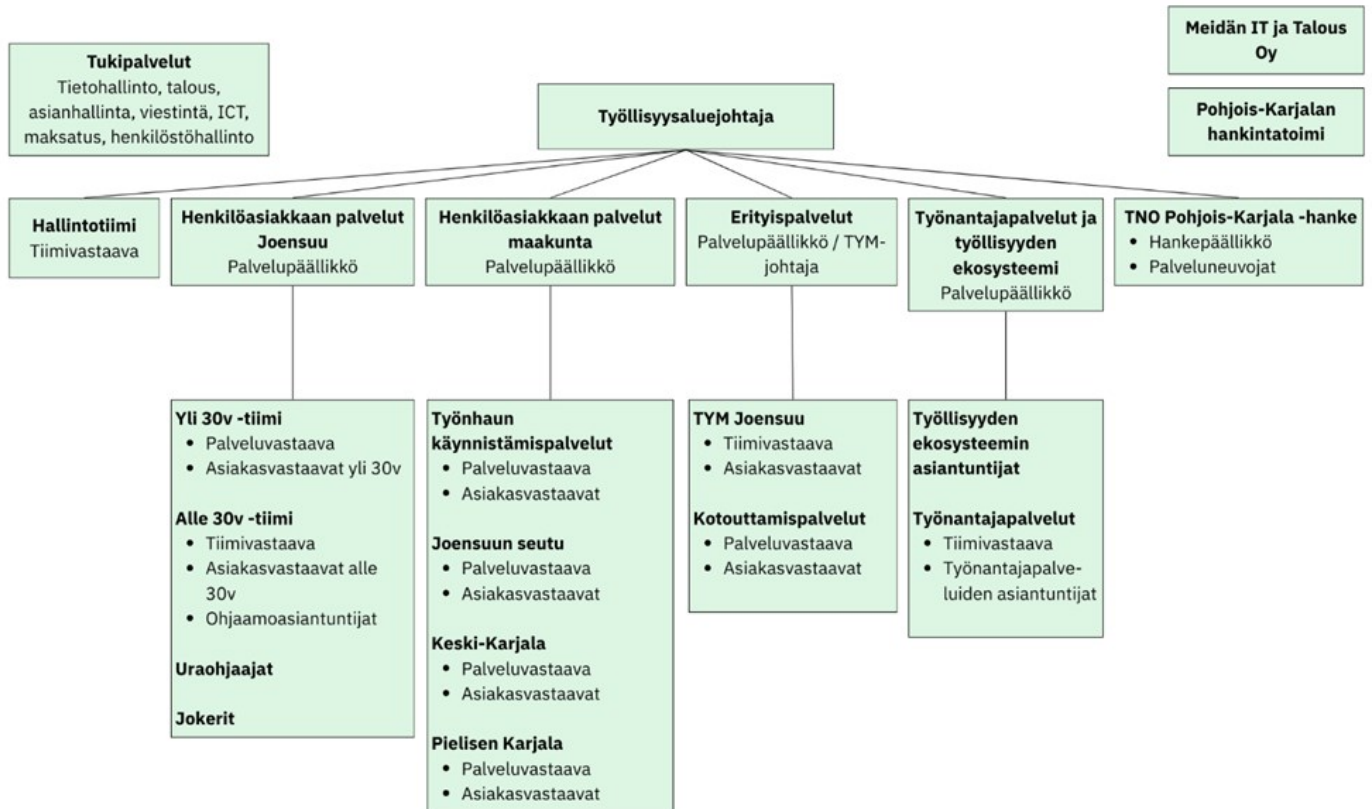 Tukipalvelut
Tietohallinto, talous,
asianhallinta, viestintä, ICT,
maksatus, henkilöstöhallinto
Meidän IT ja Talous
Oy
Pohjois-Karjalan
hankintatoimi
Työllisyysaluejohtaja
Hallintotiimi
Tiimivastaava
Henkilöasiakkaan palvelut
Joensuu
Palvelupäällikkö
Henkilöasiakkaan palvelut
maakunta
Palvelupäällikkö
Erityispalvelut
Palvelupäällikkö / TYM-
johtaja
Työnantajapalvelut ja
työllisyyden
ekosysteemi
Palvelupäällikkö
TNO Pohjois-Karjala -hanke
• Hankepäällikkö
• Palveluneuvojat
Yli 30v -tiimi
• Palveluvastaava
• Asiakasvastaavat yli 30v
Alle 30v -tiimi
• Tiimivastaava
• Asiakasvastaavat alle
30v
• Ohjaamoasiantuntijat
Uraohjaajat
Jokerit
Työnhaun
käynnistämispalvelut
• Palveluvastaava
• Asiakasvastaavat
Joensuun seutu
• Palveluvastaava
• Asiakasvastaavat
Keski-Karjala
• Palveluvastaava
• Asiakasvastaavat
Pielisen Karjala
• Palveluvastaava
• Asiakasvastaavat
TYM Joensuu
• Tiimivastaava
• Asiakasvastaavat
Kotouttamispalvelut
• Palveluvastaava
• Asiakasvastaavat
Työllisyyden
ekosysteemin
asiantuntijat
Työnantajapalvelut
• Tiimivastaava
• Työnantajapalve-
luiden asiantuntijat